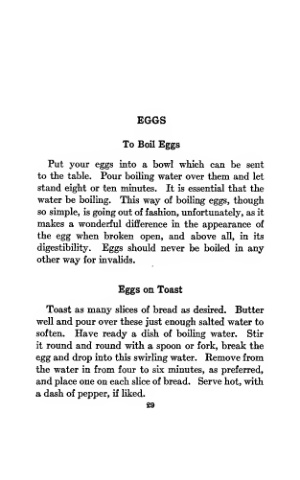 EGGS
To Boil Eggs
Put your eggs into a bowl which can be sent
to the table. Pour boiling water over them and let
stand eight or ten minutes. It is essential that the
water be boiling. This way of boiling eggs, though
so simple, is going out of fashion, unfortunately, as it
makes a wonderful difference in the appearance of
the egg when broken open, and above all, in its
digestibility. Eggs should never be boiled in any
other way for invalids.
Eggs on Toast
Toast as many slices of bread as desired. Butter
well and pour over these just enough salted water to
soften. Have ready a dish of boiling water. Stir
it round and round with a spoon or fork, break the
egg and drop into this swirling water. Remove from
the water in from four to six minutes, as preferred,
and place one on each slice of bread. Serve hot, with
a dash of pepper, if liked.
29